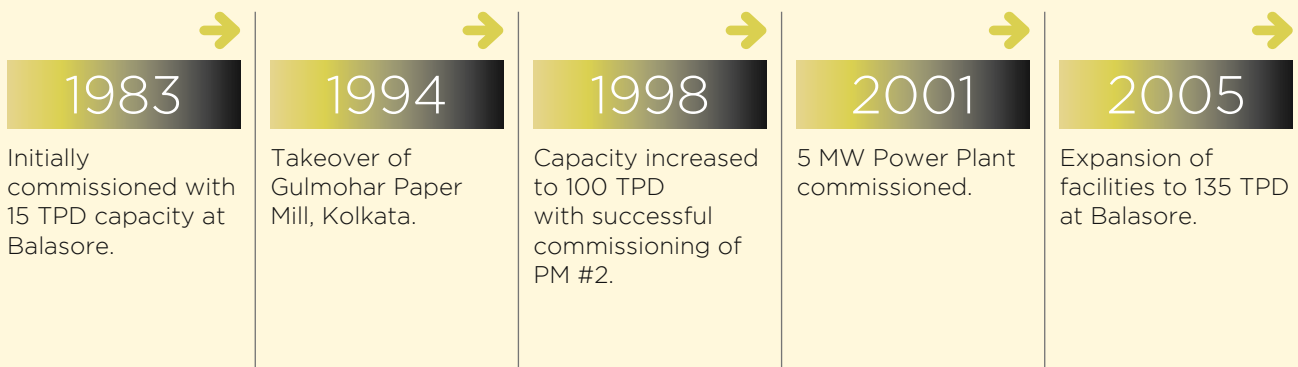 1983
Initially
commissioned with
15 TPD capacity at
Balasore.
1994
Takeover of
Gulmohar Paper
Mill, Kolkata.
1998
Capacity increased
to 100 TPD
with successful
commissioning of
PM #2.
2001
5 MW Power Plant
commissioned.
2005
Expansion of
facilities to 135 TPD
at Balasore.